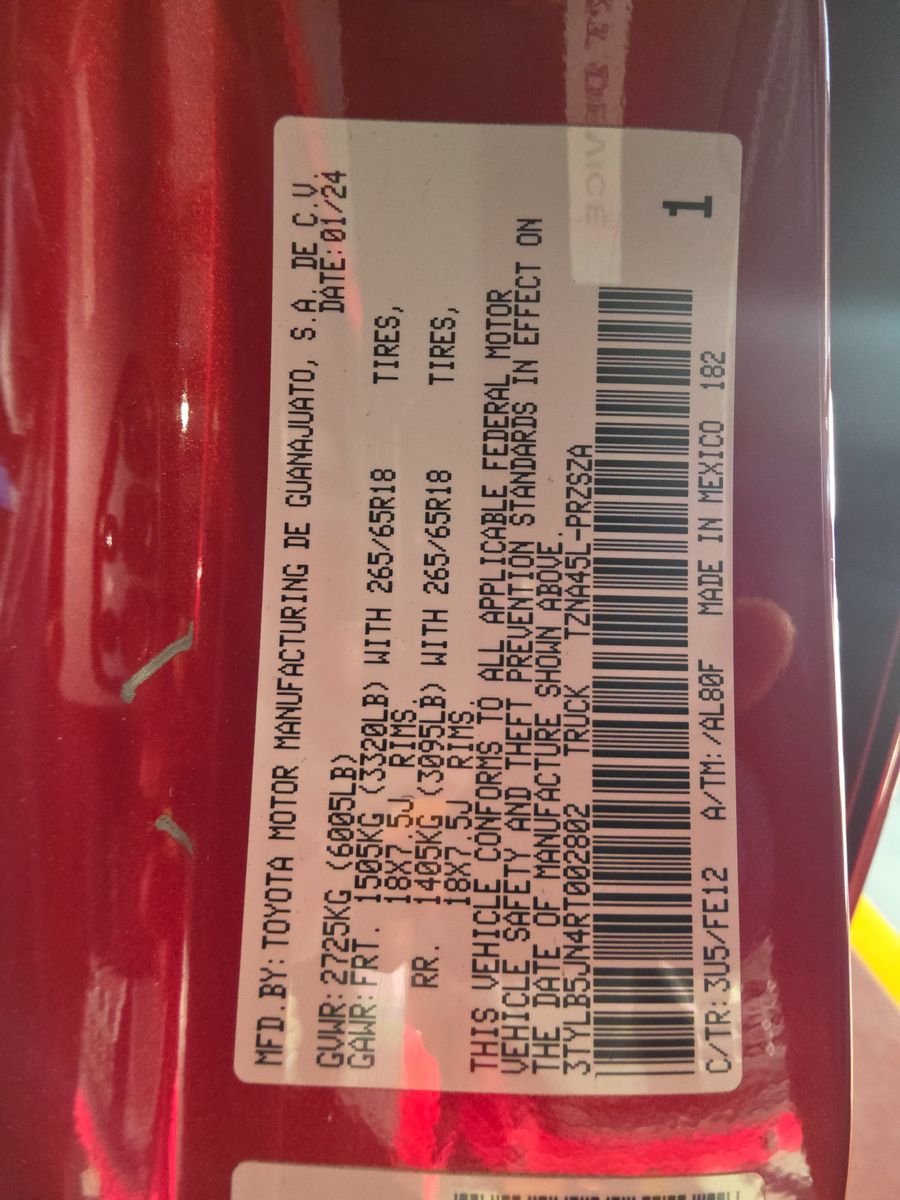 MFD.BY:TOYOTA MOTOR MANUFACTURING DE GUANAJUATO, S.A. DE C.V.
DATE:01/24
GVWR:2725KG (6005LB)
GAWR:FRT. 1505KG (3320LB) WITH 265/65R18 TIRES,
18X7.5J RIMS.
RR. 1405KG (3095LB) WITH 265/65R18 TIRES,
18X7.5J RIMS.
THIS VEHICLE CONFORMS TO ALL APPLICABLE FEDERAL MOTOR
VEHICLE SAFETY AND THEFT PREVENTION STANDARDS IN EFFECT ON
THE DATE OF MANUFACTURE SHOWN ABOVE.
3TYLB5JN4RT002802 TRUCK TZNA45L-PRZSZA
1
C/TR:3U5/FE12 A/TM:/AL80F MADE IN MEXICO 182